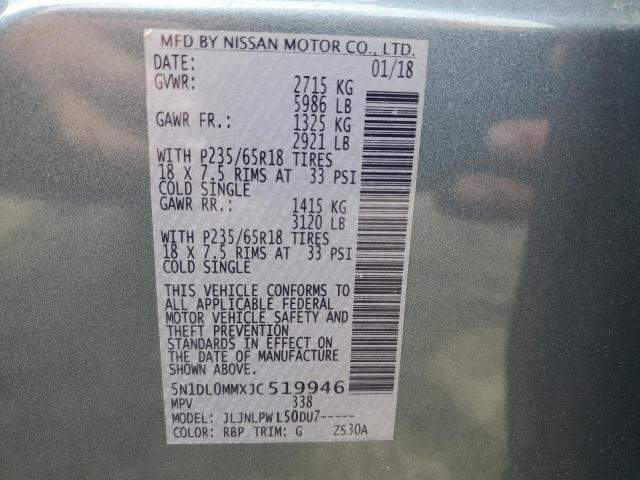 MFD BY NISSAN MOTOR CO., LTD.
DATE: 01/18
GVWR: 2715 KG
5986 LB
GAWR FR.: 1325 KG
2921 LB
WITH P235/65R18 TIRES
18 X 7.5 RIMS AT 33 PSI
COLD SINGLE
GAWR RR.: 1415 KG
3120 LB
WITH P235/65R18 TIRES
18 X 7.5 RIMS AT 33 PSI
COLD SINGLE
THIS VEHICLE CONFORMS TO
ALL APPLICABLE FEDERAL
MOTOR VEHICLE SAFETY AND
THEFT PREVENTION
STANDARDS IN EFFECT ON
THE DATE OF MANUFACTURE
SHOWN ABOVE.
5N1DL0MMXJC519946
MPV 338
MODEL: JLJNLPWL50DU7-----
COLOR: RBP TRIM: G ZS30A